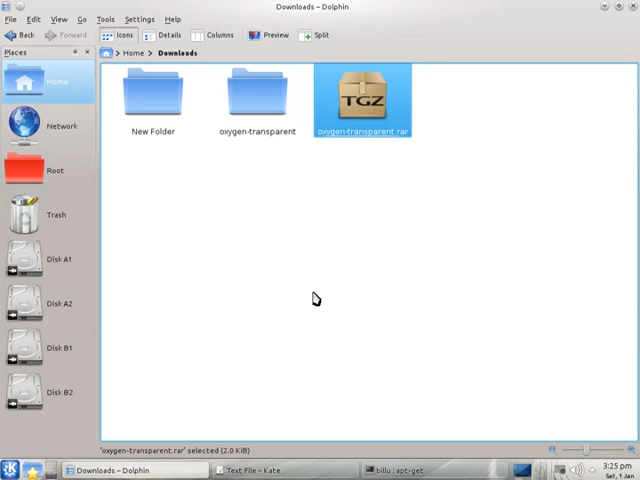 Downloads – Dolphin
File Edit View Go Tools Settings Help
Back Forward Icons Details Columns Preview Split
Places
Home > Downloads
Home
Network
Root
Trash
Disk A1
Disk A2
Disk B1
Disk B2
New Folder
oxygen-transparent
TGZ
oxygen-transparent.rar
'oxygen-transparent.rar' selected (2.0 KiB)
Downloads – Dolphin
Text File – Kate
billu : apt-get
3:25 pm
Sat, 1 Jan